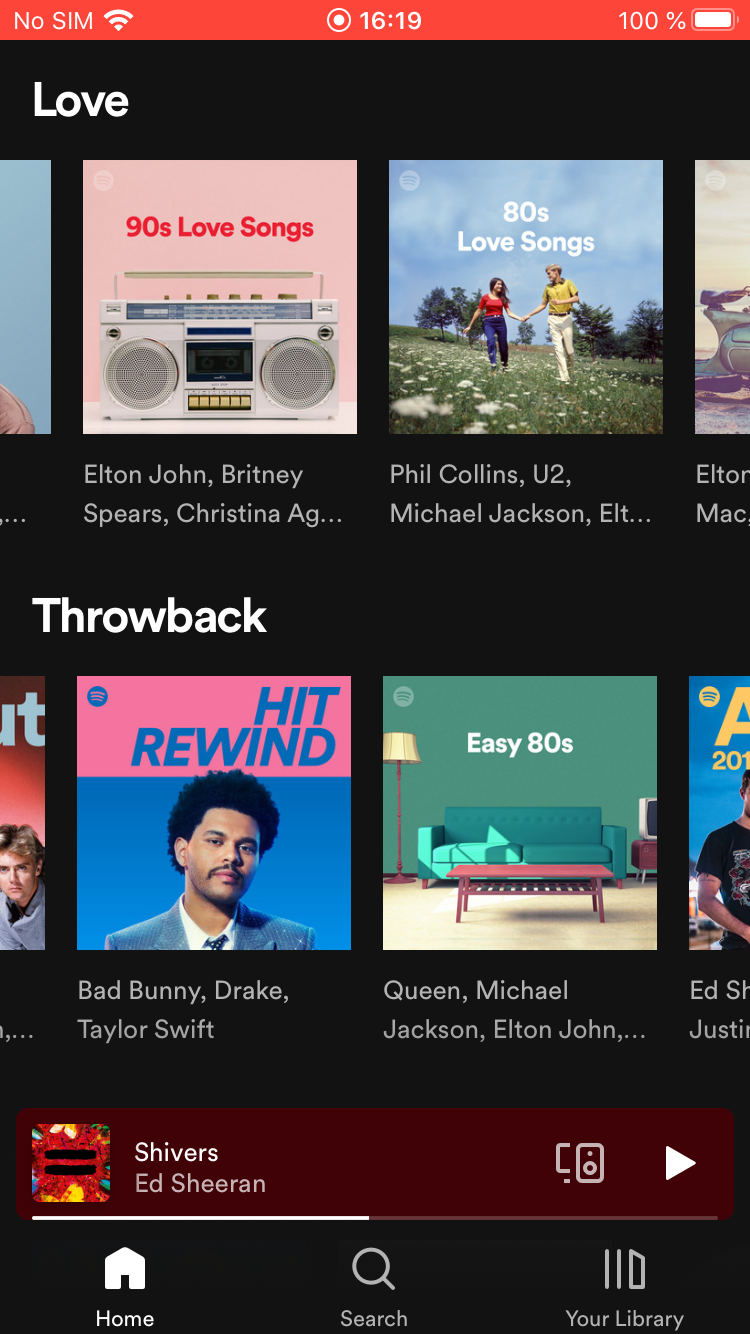 No SIM 16:19 100 %
Love
90s Love Songs
80s
Love Songs
Elton John, Britney
Spears, Christina Ag...
Phil Collins, U2,
Michael Jackson, Elt...
Elton
Mac,
,...
Throwback
ut
HIT
REWIND
Easy 80s
A
201
Bad Bunny, Drake,
Taylor Swift
Queen, Michael
Jackson, Elton John,...
Ed Sh
Justin
n,...
Shivers
Ed Sheeran
Home
Search
Your Library